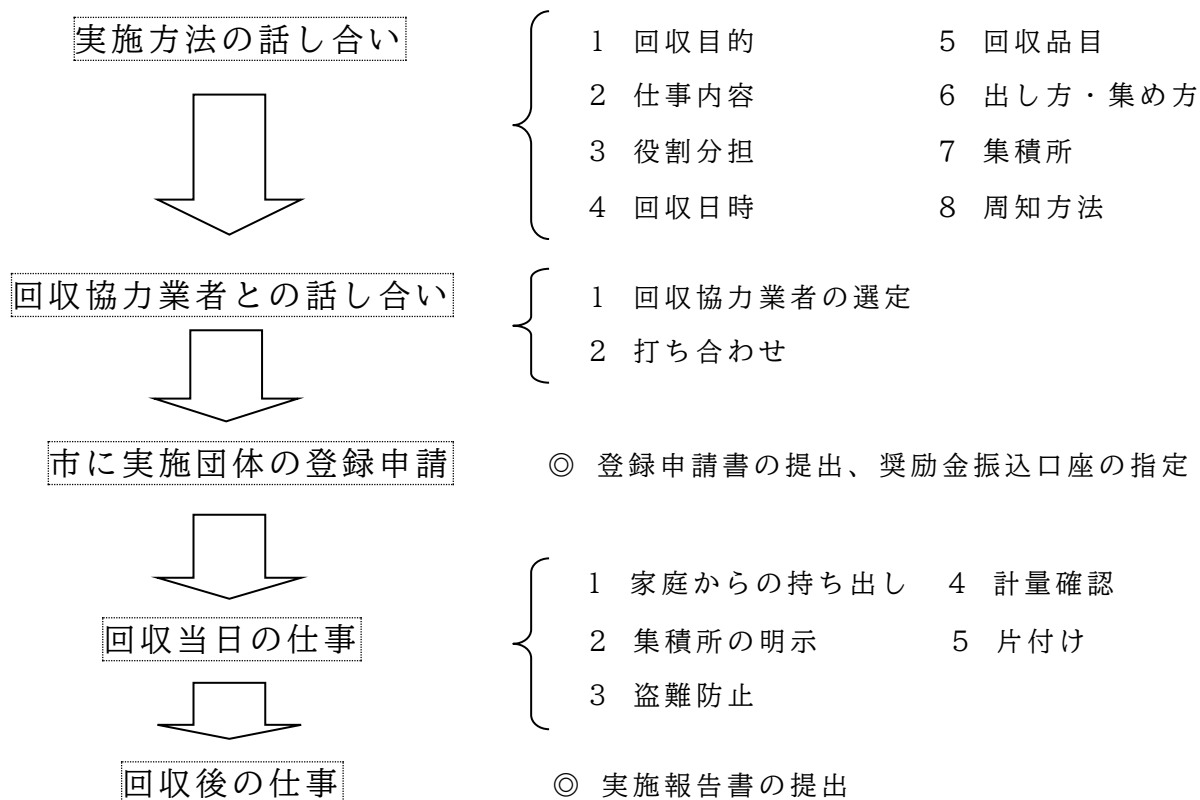 実施方法の話し合い
1 回収目的
5 回収品目
2 仕事内容
6 出し方・集め方
3 役割分担
7 集積所
4 回収日時
8 周知方法
回収協力業者との話し合い
1 回収協力業者の選定
2 打ち合わせ
市に実施団体の登録申請
◎ 登録申請書の提出、奨励金振込口座の指定
回収当日の仕事
1 家庭からの持ち出し
4 計量確認
2 集積所の明示
5 片付け
3 盗難防止
回収後の仕事
◎ 実施報告書の提出